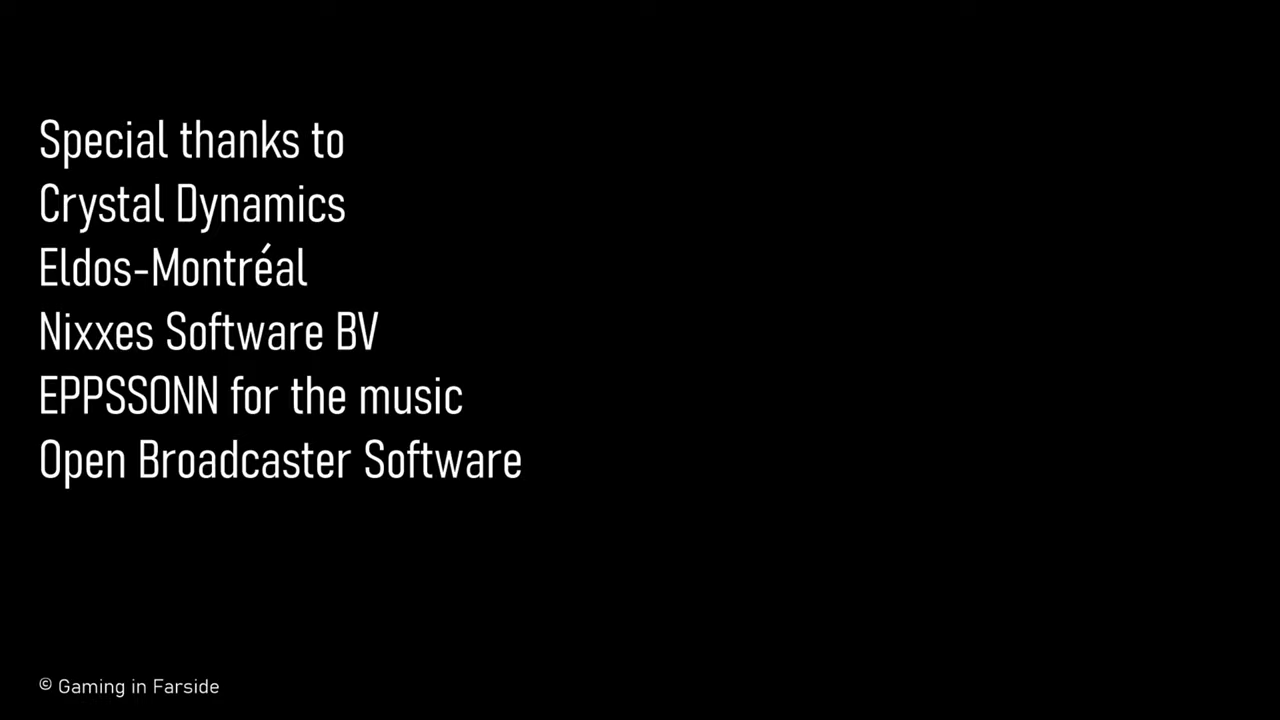 Special thanks to
Crystal Dynamics
Eldos-Montréal
Nixxes Software BV
EPPSSONN for the music
Open Broadcaster Software
© Gaming in Farside